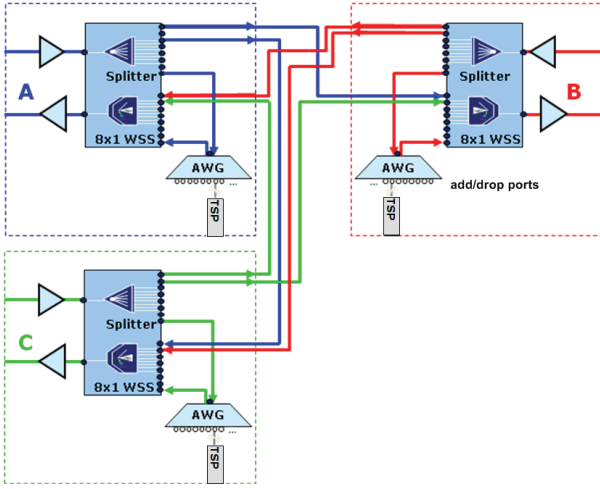 A
Splitter
8x1 WSS
AWG
...
TSP
B
Splitter
8x1 WSS
AWG
...
TSP
add/drop ports
C
Splitter
8x1 WSS
AWG
...
TSP